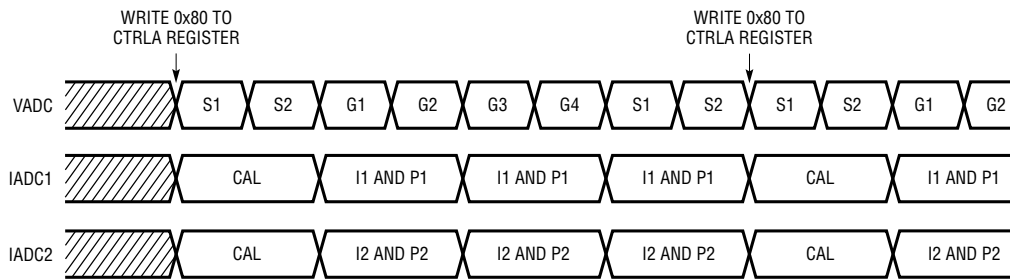 WRITE 0x80 TO
CTRLA REGISTER
WRITE 0x80 TO
CTRLA REGISTER
VADC S1 S2 G1 G2 G3 G4 S1 S2 S1 S2 G1 G2
IADC1 CAL I1 AND P1 I1 AND P1 I1 AND P1 CAL I1 AND P1
IADC2 CAL I2 AND P2 I2 AND P2 I2 AND P2 CAL I2 AND P2